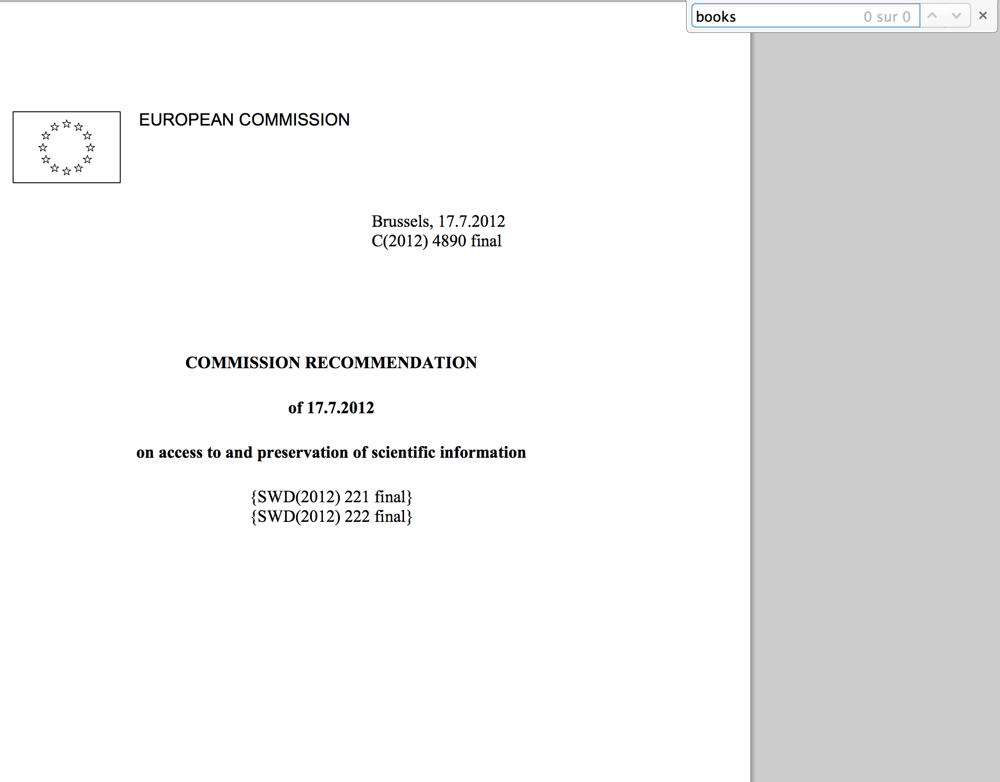 books 0 sur 0
EUROPEAN COMMISSION
Brussels, 17.7.2012
C(2012) 4890 final
COMMISSION RECOMMENDATION
of 17.7.2012
on access to and preservation of scientific information
{SWD(2012) 221 final}
{SWD(2012) 222 final}